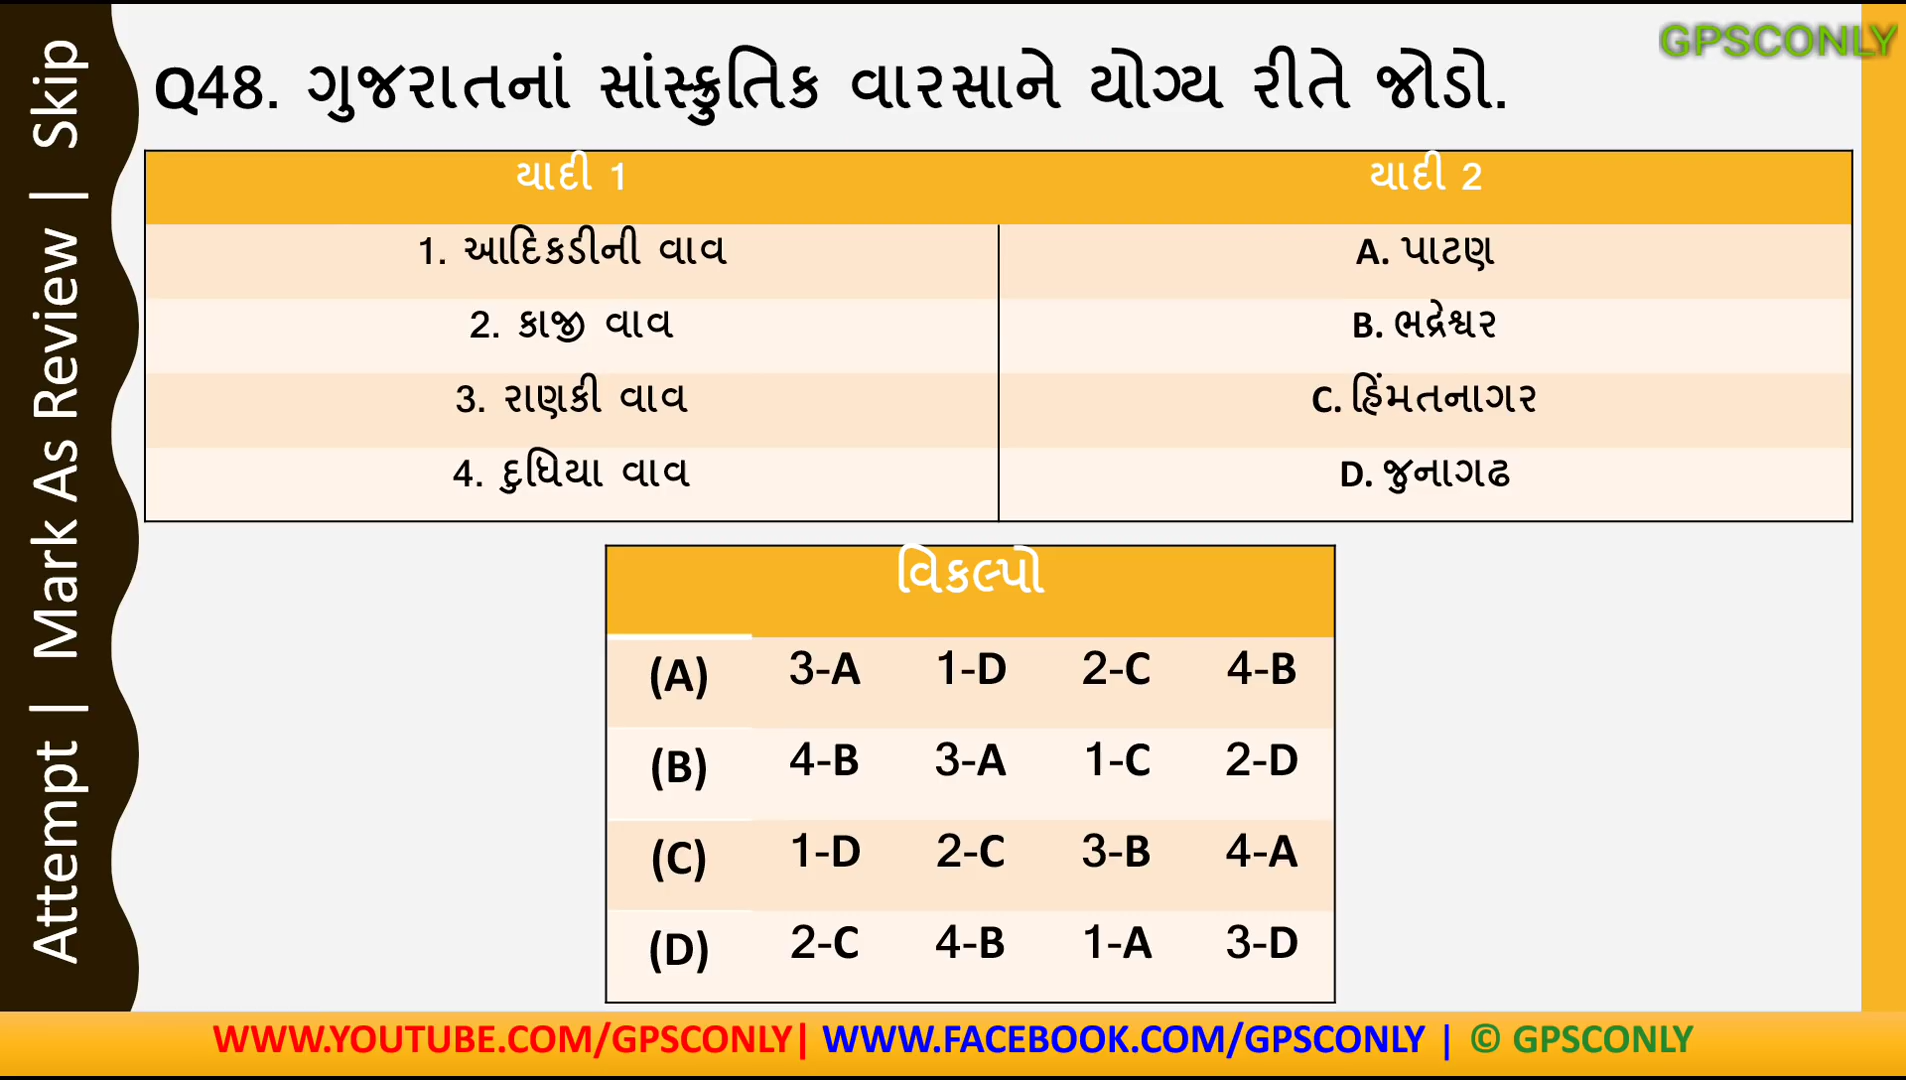 GPSCONLY
Attempt | Mark As Review | Skip
Q48. ગુજરાતનાં સાંસ્કૃતિક વારસાને યોગ્ય રીતે જોડો.
યાદી 1 યાદી 2
1. આદિકડીની વાવ A. પાટણ
2. કાજી વાવ B. ભદ્રેશ્વર
3. રાણકી વાવ C. હિંમતનાગર
4. દુધિયા વાવ D. જુનાગઢ
વિકલ્પો
(A) 3-A 1-D 2-C 4-B
(B) 4-B 3-A 1-C 2-D
(C) 1-D 2-C 3-B 4-A
(D) 2-C 4-B 1-A 3-D
WWW.YOUTUBE.COM/GPSCONLY| WWW.FACEBOOK.COM/GPSCONLY | © GPSCONLY